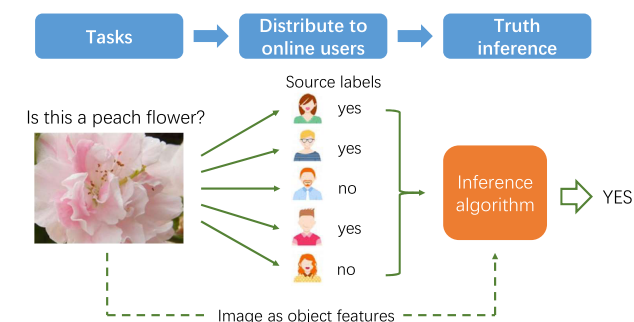 Tasks
Distribute to
online users
Truth
inference
Source labels
Is this a peach flower?
yes
yes
no
yes
no
Inference
algorithm
YES
Image as object features